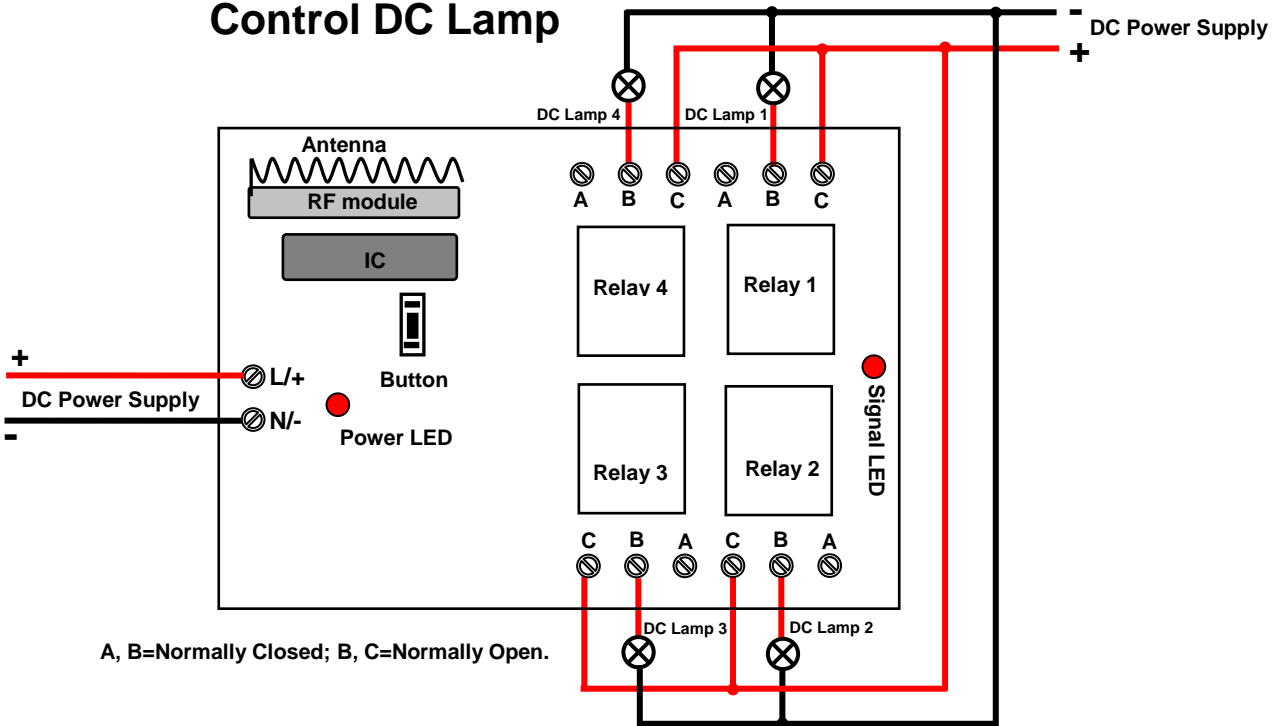 Control DC Lamp
-
DC Power Supply
+
DC Lamp 4
DC Lamp 1
Antenna
RF module
A B C A B C
IC
Relay 4
Relay 1
+
L/+
Button
DC Power Supply
N/-
-
Power LED
Signal LED
Relay 3
Relay 2
C B A C B A
DC Lamp 3
DC Lamp 2
A, B=Normally Closed; B, C=Normally Open.